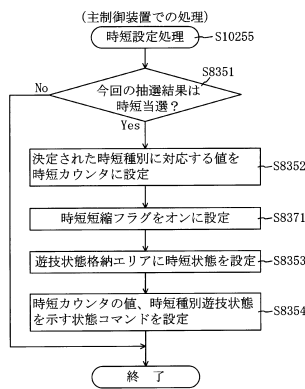 (主制御装置での処理)
時短設定処理
S10255
S8351
今回の抽選結果は
時短当選？
No
Yes
決定された時短種別に対応する値を
時短カウンタに設定
S8352
時短短縮フラグをオンに設定
S8371
遊技状態格納エリアに時短状態を設定
S8353
時短カウンタの値、時短種別遊技状態
を示す状態コマンドを設定
S8354
終了